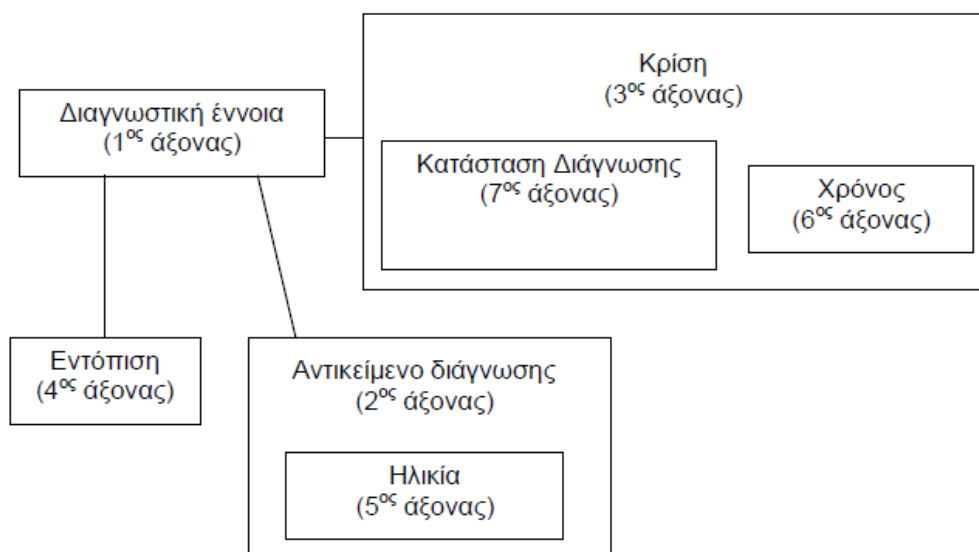 Διαγνωστική έννοια
(1ος άξονας)
Κρίση
(3ος άξονας)
Κατάσταση Διάγνωσης
(7ος άξονας)
Χρόνος
(6ος άξονας)
Εντόπιση
(4ος άξονας)
Αντικείμενο διάγνωσης
(2ος άξονας)
Ηλικία
(5ος άξονας)